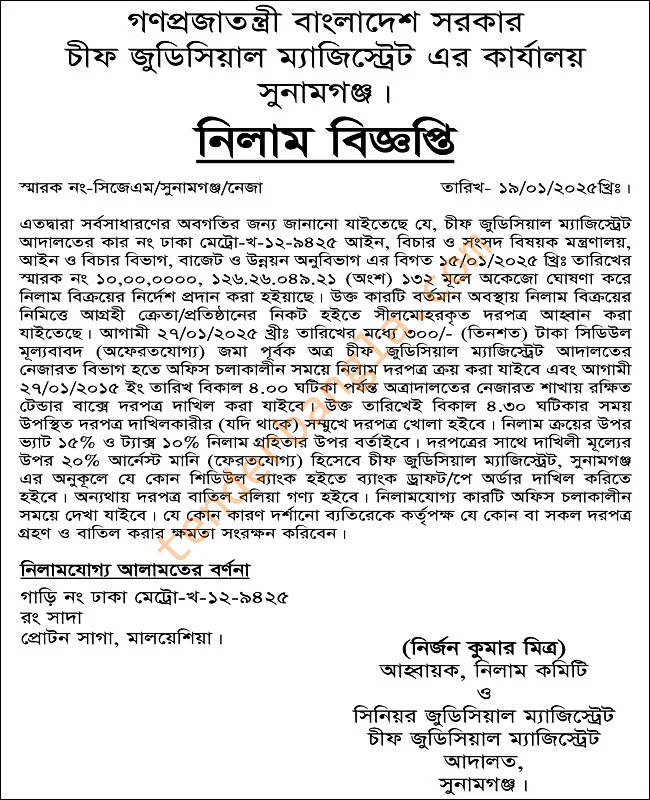 গণপ্রজাতন্ত্রী বাংলাদেশ সরকার
চীফ জুডিসিয়াল ম্যাজিস্ট্রেট এর কার্যালয়
সুনামগঞ্জ।
নিলাম বিজ্ঞপ্তি
স্মারক নং-সিজেএম/সুনামগঞ্জ/নেজা তারিখ- ১৯/০১/২০২৫খ্রিঃ।
এতদ্বারা সর্বসাধারণের অবগতির জন্য জানানো যাইতেছে যে, চীফ জুডিসিয়াল ম্যাজিস্ট্রেট
আদালতের কার নং ঢাকা মেট্রো-খ-১২-৯৪২৫ আইন, বিচার ও সংসদ বিষয়ক মন্ত্রণালয়,
আইন ও বিচার বিভাগ, বাজেট ও উন্নয়ন অনুবিভাগ এর বিগত ১৫/০১/২০২৫ খ্রিঃ তারিখের
স্মারক নং ১০,০০,০০০০, ১২৬.২৬.০৪৯.২১ (অংশ) ১৩২ মূলে অকেজো ঘোষণা করে
নিলাম বিক্রয়ের নির্দেশ প্রদান করা হইয়াছে। উক্ত কারটি বর্তমান অবস্থায় নিলাম বিক্রয়ের
নিমিত্তে আগ্রহী ক্রেতা/প্রতিষ্ঠানের নিকট হইতে সীলমোহরকৃত দরপত্র আহ্বান করা
যাইতেছে। আগামী ২৭/০১/২০২৫ খ্রীঃ তারিখের মধ্যে ৩০০/- (তিনশত) টাকা সিডিউল
মূল্যবাবদ (অফেরতযোগ্য) জমা পূর্বক অত্র চীফ জুডিসিয়াল ম্যাজিস্ট্রেট আদালতের
নেজারত বিভাগ হতে অফিস চলাকালীন সময়ে নিলাম দরপত্র ক্রয় করা যাইবে এবং আগামী
২৭/০১/২০১৫ ইং তারিখ বিকাল ৪.০০ ঘটিকা পর্যন্ত অত্রাদালতের নেজারত শাখায় রক্ষিত
টেন্ডার বাক্সে দরপত্র দাখিল করা যাইবে। উক্ত তারিখেই বিকাল ৪.৩০ ঘটিকার সময়
উপস্থিত দরপত্র দাখিলকারীর (যদি থাকে) সম্মুখে দরপত্র খোলা হইবে। নিলাম ক্রয়ের উপর
ভ্যাট ১৫% ও ট্যাক্স ১০% নিলাম গ্রহিতার উপর বর্তাইবে। দরপত্রের সাথে দাখিলী মূল্যের
উপর ২০% আর্নেস্ট মানি (ফেরতযোগ্য) হিসেবে চীফ জুডিসিয়াল ম্যাজিস্ট্রেট, সুনামগঞ্জ
এর অনুকূলে যে কোন শিডিউল ব্যাংক হইতে ব্যাংক ড্রাফট/পে অর্ডার দাখিল করিতে
হইবে। অন্যথায় দরপত্র বাতিল বলিয়া গণ্য হইবে। নিলামযোগ্য কারটি অফিস চলাকালীন
সময়ে দেখা যাইবে। যে কোন কারণ দর্শানো ব্যতিরেকে কর্তৃপক্ষ যে কোন বা সকল দরপত্র
গ্রহণ ও বাতিল করার ক্ষমতা সংরক্ষন করিবেন।
নিলামযোগ্য আলামতের বর্ণনা
গাড়ি নং ঢাকা মেট্রো-খ-১২-৯৪২৫
রং সাদা
প্রোটন সাগা, মালয়েশিয়া।
(নির্জন কুমার মিত্র)
আহ্বায়ক, নিলাম কমিটি
ও
সিনিয়র জুডিসিয়াল ম্যাজিস্ট্রেট
চীফ জুডিসিয়াল ম্যাজিস্ট্রেট
আদালত,
সুনামগঞ্জ।
tenderbangla.com